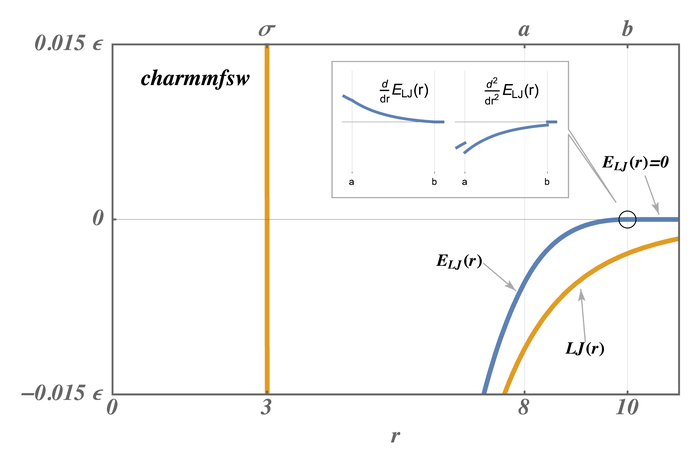 σ a b
0.015 ϵ
charmmfsw
d/dr E_LJ(r)
d²/dr² E_LJ(r)
a b a b
E_LJ(r)=0
0
E_LJ(r)
LJ(r)
−0.015 ϵ
0 3 8 10
r